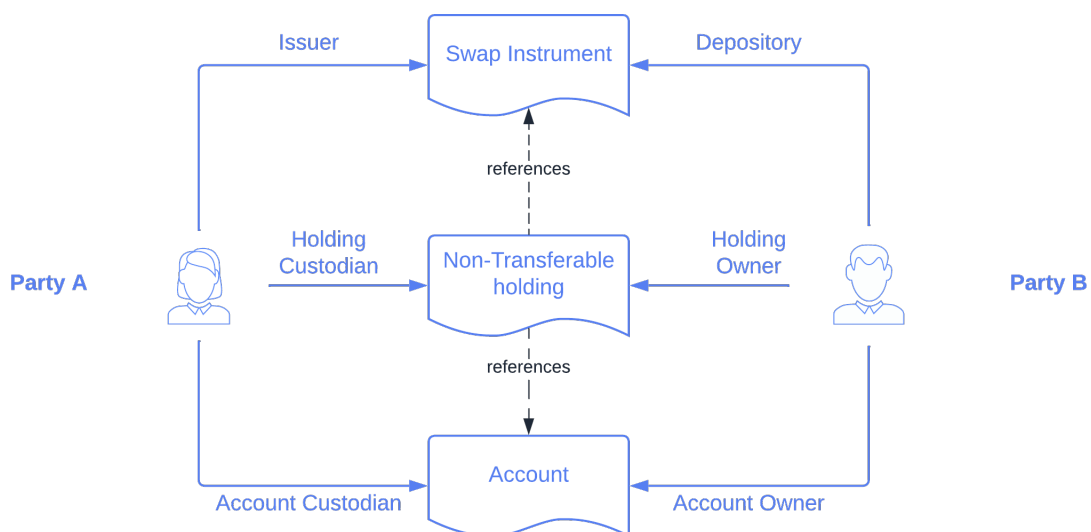 Issuer
Depository
Swap Instrument
references
Holding
Custodian
Holding
Owner
Non-Transferable
holding
Party A
Party B
references
Account
Account Custodian
Account Owner